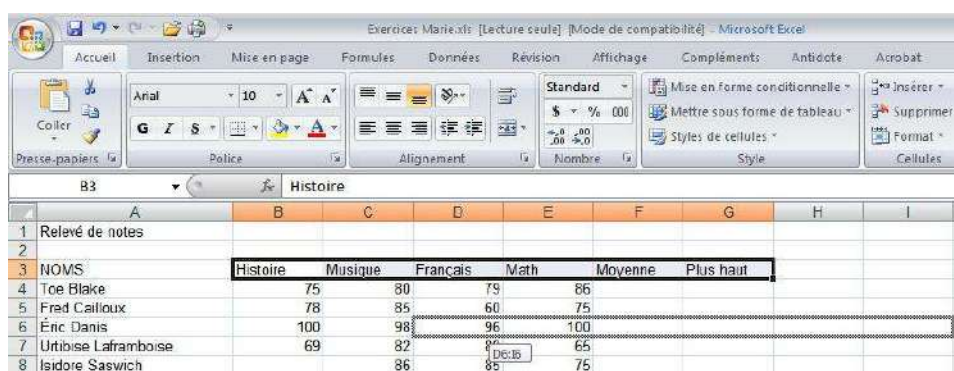 Exercices Marie.xls [Lecture seule] [Mode de compatibilité] - Microsoft Excel
Accueil Insertion Mise en page Formules Données Révision Affichage Compléments Antidote Acrobat
Coller Arial 10 A A Standard Mise en forme conditionnelle Insérer
G I S A $ % 000 Mettre sous forme de tableau Supprimer
,00 Styles de cellules Format
Presse-papiers Police Alignement Nombre Style Cellules
B3 fx Histoire
A B C D E F G H I
1 Relevé de notes
2
3 NOMS Histoire Musique Français Math Moyenne Plus haut
4 Toe Blake 75 80 79 86
5 Fred Cailloux 78 85 60 75
6 Éric Danis 100 98 96 100
7 Urtibise Laframboise 69 82 65
D6:I6
8 Isidore Saswich 86 85 75